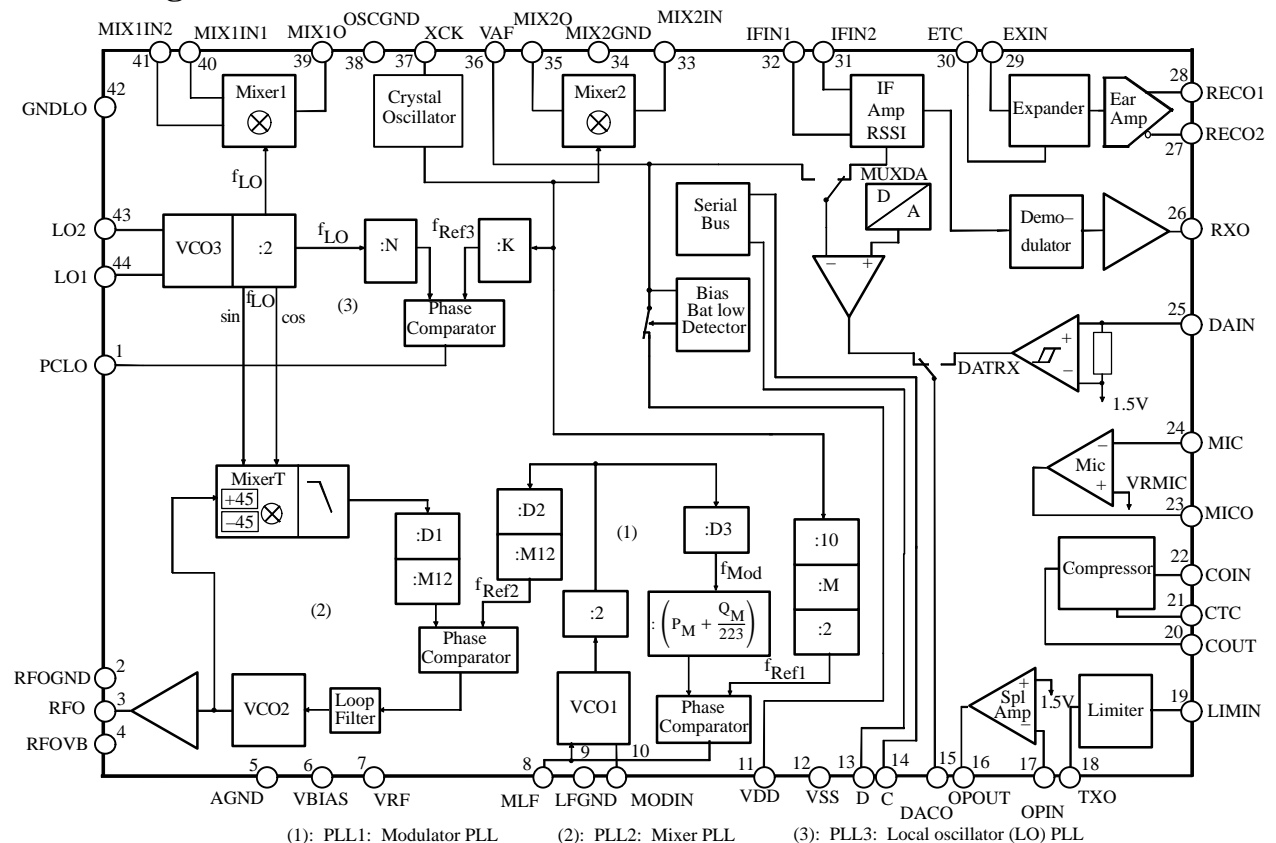 MIX1IN2
MIX1IN1
MIX1O
OSCGND
XCK
VAF
MIX2O
MIX2GND
MIX2IN
IFIN1
IFIN2
ETC
EXIN
41
40
39
38
37
36
35
34
33
32
31
30
29
42
GNDLO
Mixer1
Crystal
Oscillator
Mixer2
IF
Amp
RSSI
Expander
Ear
Amp
28
RECO1
RECO2
27
fLO
MUXDA
D
A
Serial
Bus
Demo–
dulator
26
RXO
43
LO2
44
LO1
VCO3
:2
fLO
:N
fRef3
:K
– +
fLO
sin
cos
(3)
Phase
Comparator
Bias
Bat low
Detector
25
DAIN
+
–
DATRX
1.5V
1
PCLO
24
MIC
–
Mic
+
VRMIC
23
MICO
MixerT
+45
–45
:D1
:M12
:D2
:M12
(1)
:D3
fMod
:10
:M
:2
Compressor
22
COIN
21
CTC
20
COUT
(2)
fRef2
:2
: (PM + QM/223)
fRef1
Phase
Comparator
2
RFOGND
3
RFO
4
RFOVB
VCO2
Loop
Filter
VCO1
Phase
Comparator
+
Spl
Amp
–
1.5V
Limiter
19
LIMIN
5
6
7
8
9
10
11
12
13
14
15
16
17
18
AGND
VBIAS
VRF
MLF
LFGND
MODIN
VDD
VSS
D
C
DACO
OPOUT
OPIN
TXO
(1): PLL1: Modulator PLL
(2): PLL2: Mixer PLL
(3): PLL3: Local oscillator (LO) PLL